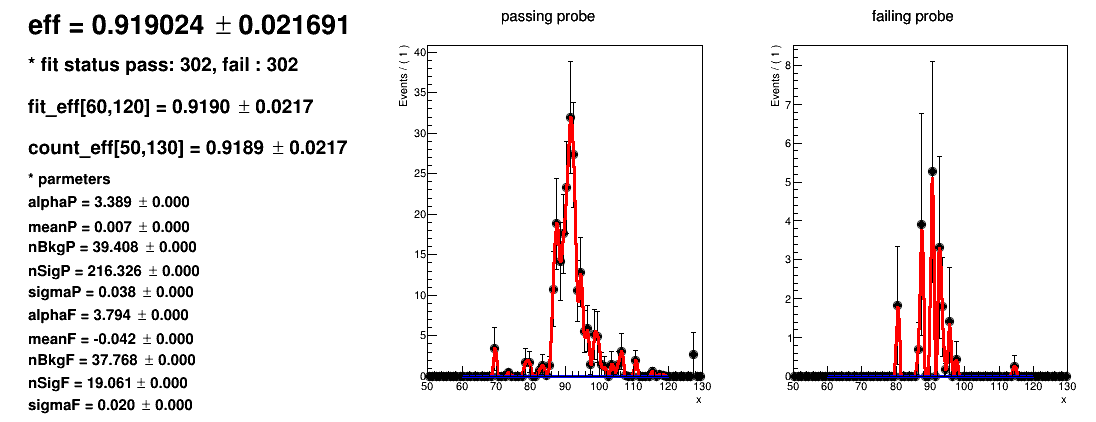 eff = 0.919024 ± 0.021691
* fit status pass: 302, fail : 302
fit_eff[60,120] = 0.9190 ± 0.0217
count_eff[50,130] = 0.9189 ± 0.0217
* parmeters
alphaP = 3.389 ± 0.000
meanP = 0.007 ± 0.000
nBkgP = 39.408 ± 0.000
nSigP = 216.326 ± 0.000
sigmaP = 0.038 ± 0.000
alphaF = 3.794 ± 0.000
meanF = -0.042 ± 0.000
nBkgF = 37.768 ± 0.000
nSigF = 19.061 ± 0.000
sigmaF = 0.020 ± 0.000
passing probe
Events / ( 1 )
40
35
30
25
20
15
10
5
0
50 60 70 80 90 100 110 120 130
x
failing probe
Events / ( 1 )
8
7
6
5
4
3
2
1
0
50 60 70 80 90 100 110 120 130
x